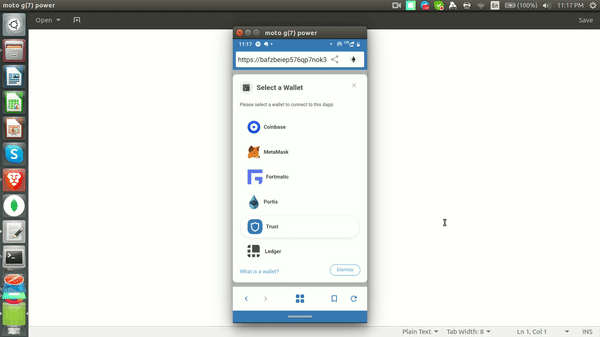 moto g(7) power
(100%)
11:17 PM
Open
Save
moto g(7) power
11:17
https://bafzbeiep576qp7nok3
Select a Wallet
Please select a wallet to connect to this dapp:
Coinbase
MetaMask
Fortmatic
Portis
Trust
Ledger
What is a wallet?
Dismiss
Plain Text
Tab Width: 8
Ln 1, Col 1
INS